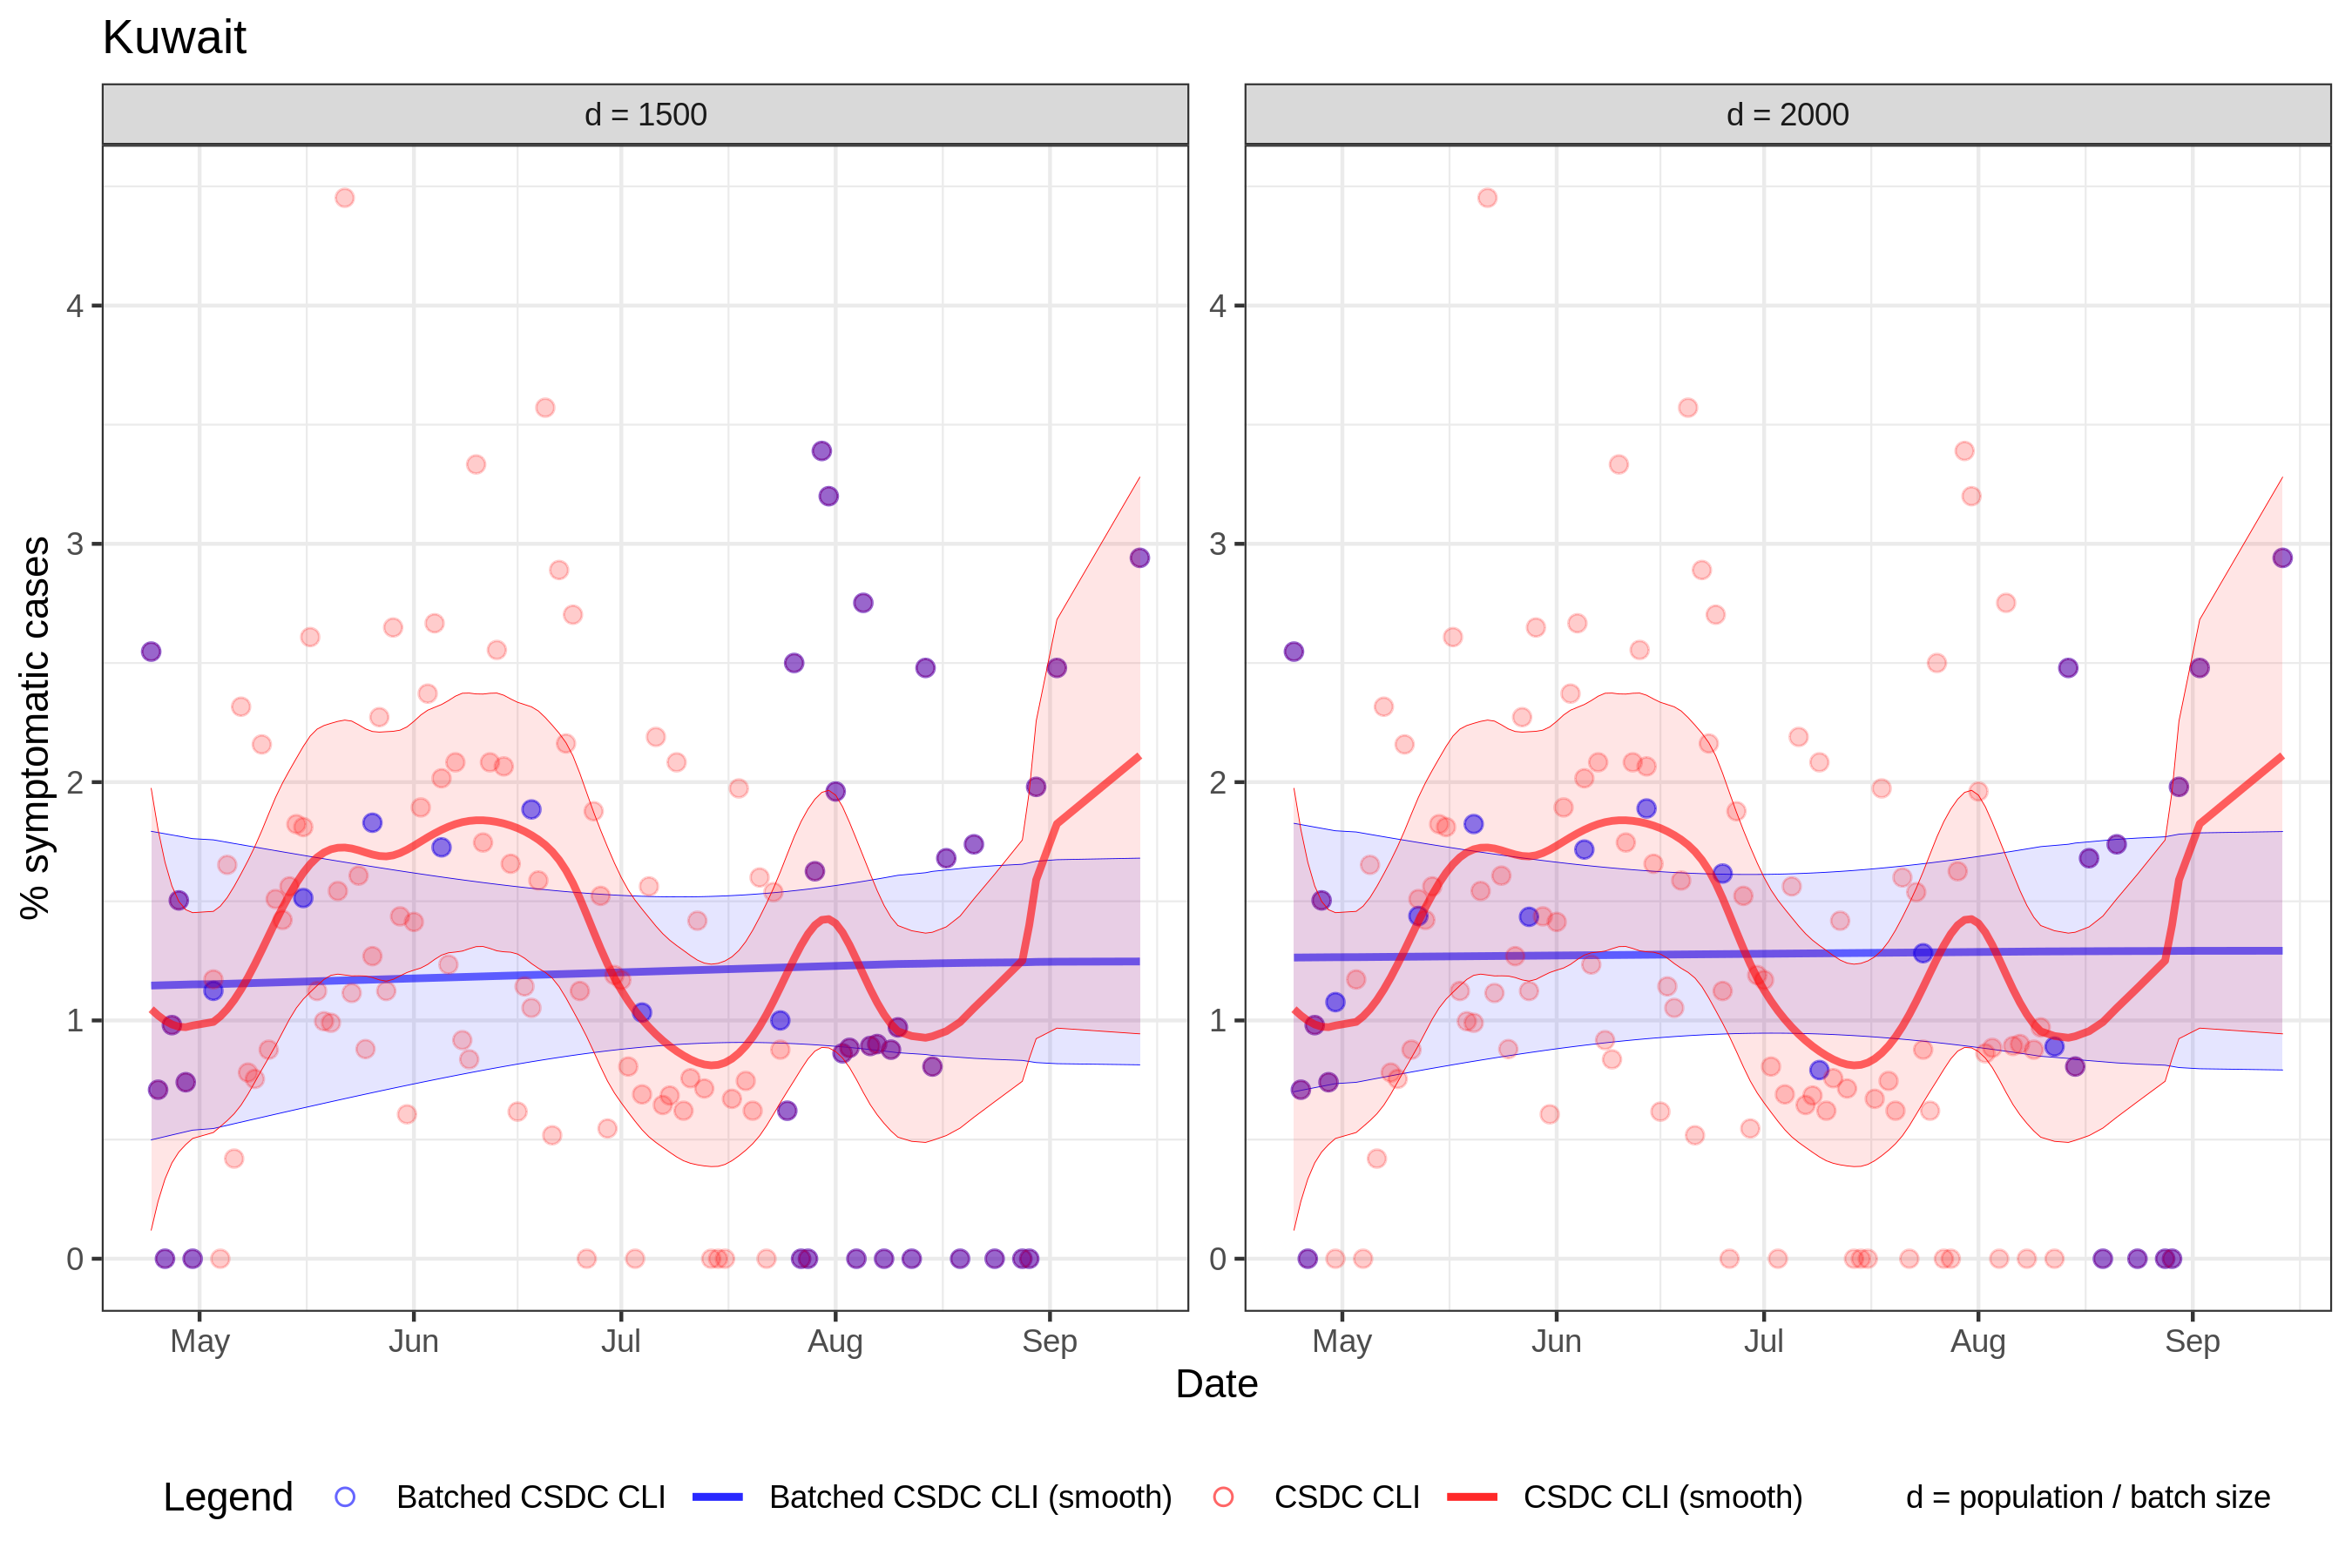 Kuwait
d = 1500
d = 2000
% symptomatic cases
4
3
2
1
0
4
3
2
1
0
May Jun Jul Aug Sep
May Jun Jul Aug Sep
Date
Legend Batched CSDC CLI Batched CSDC CLI (smooth) CSDC CLI CSDC CLI (smooth) d = population / batch size